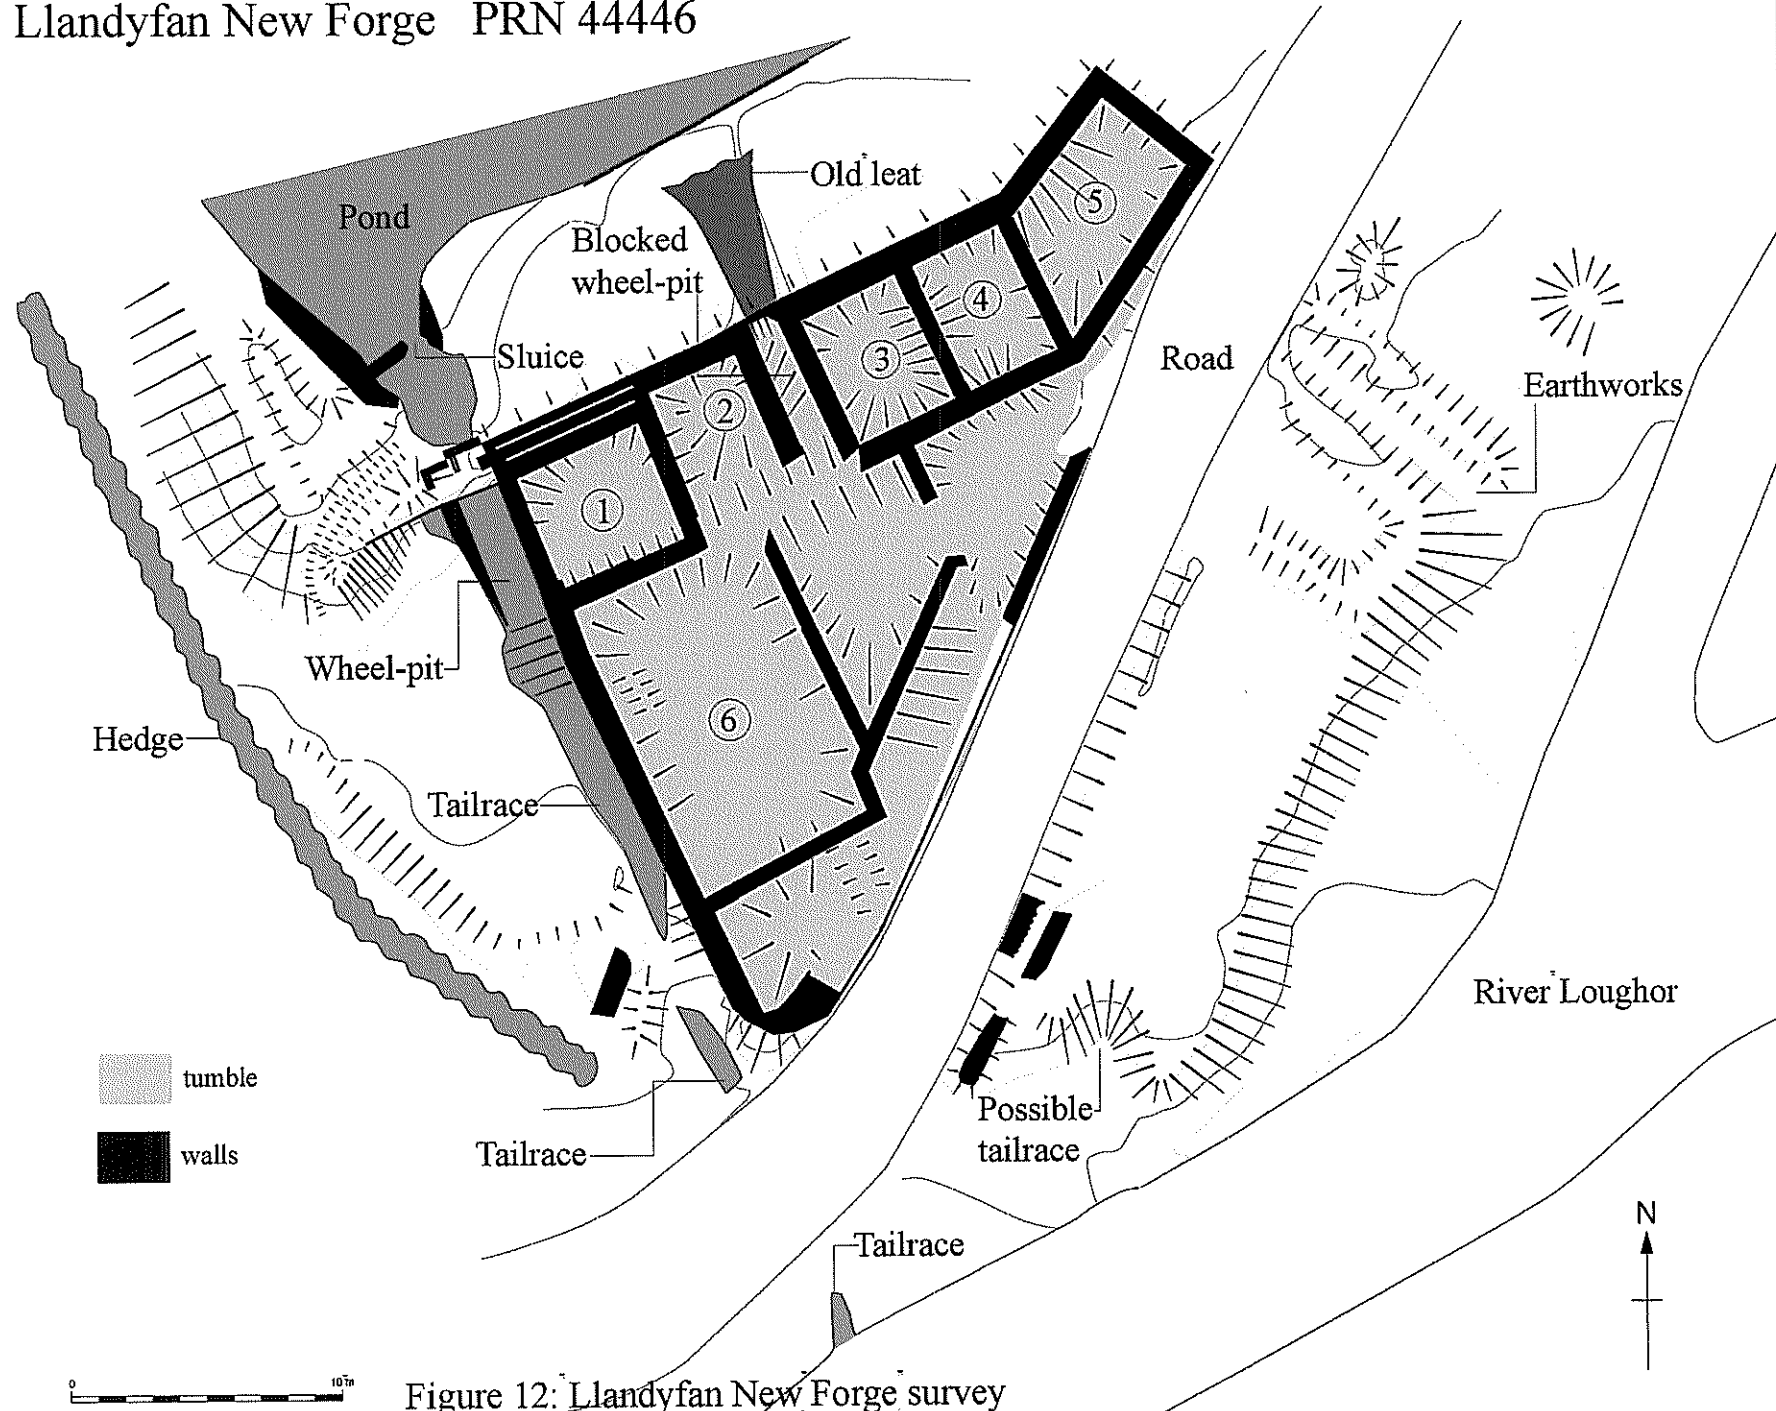 Llandyfan New Forge PRN 44446
Old leat
Pond
Blocked
wheel-pit
5
4
Sluice
3
Road
Earthworks
2
1
Wheel-pit
6
Hedge
Tailrace
River Loughor
tumble
Possible
tailrace
walls
Tailrace
N
Tailrace
0
10m
Figure 12: Llandyfan New Forge survey